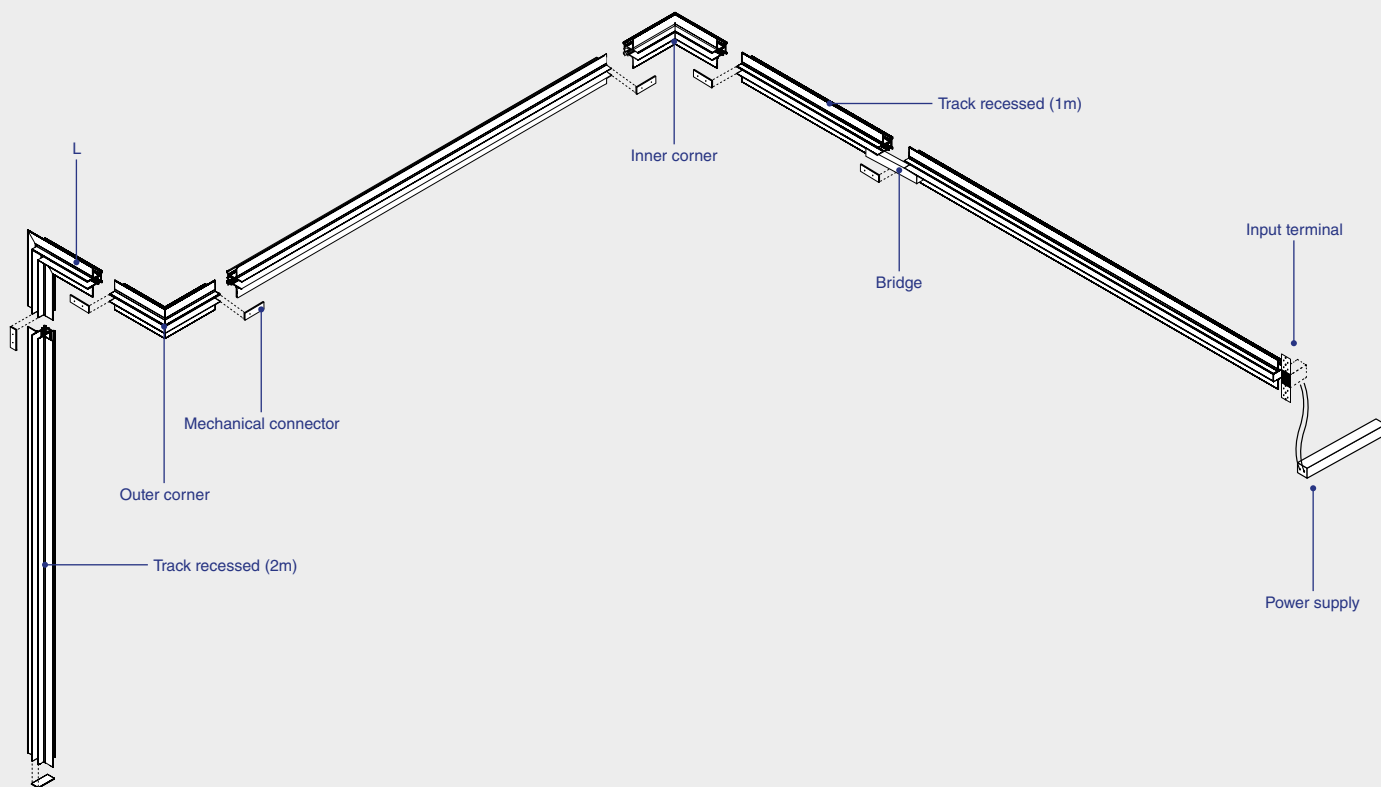 Track recessed (1m)
L
Inner corner
Input terminal
Bridge
Mechanical connector
Outer corner
Track recessed (2m)
Power supply